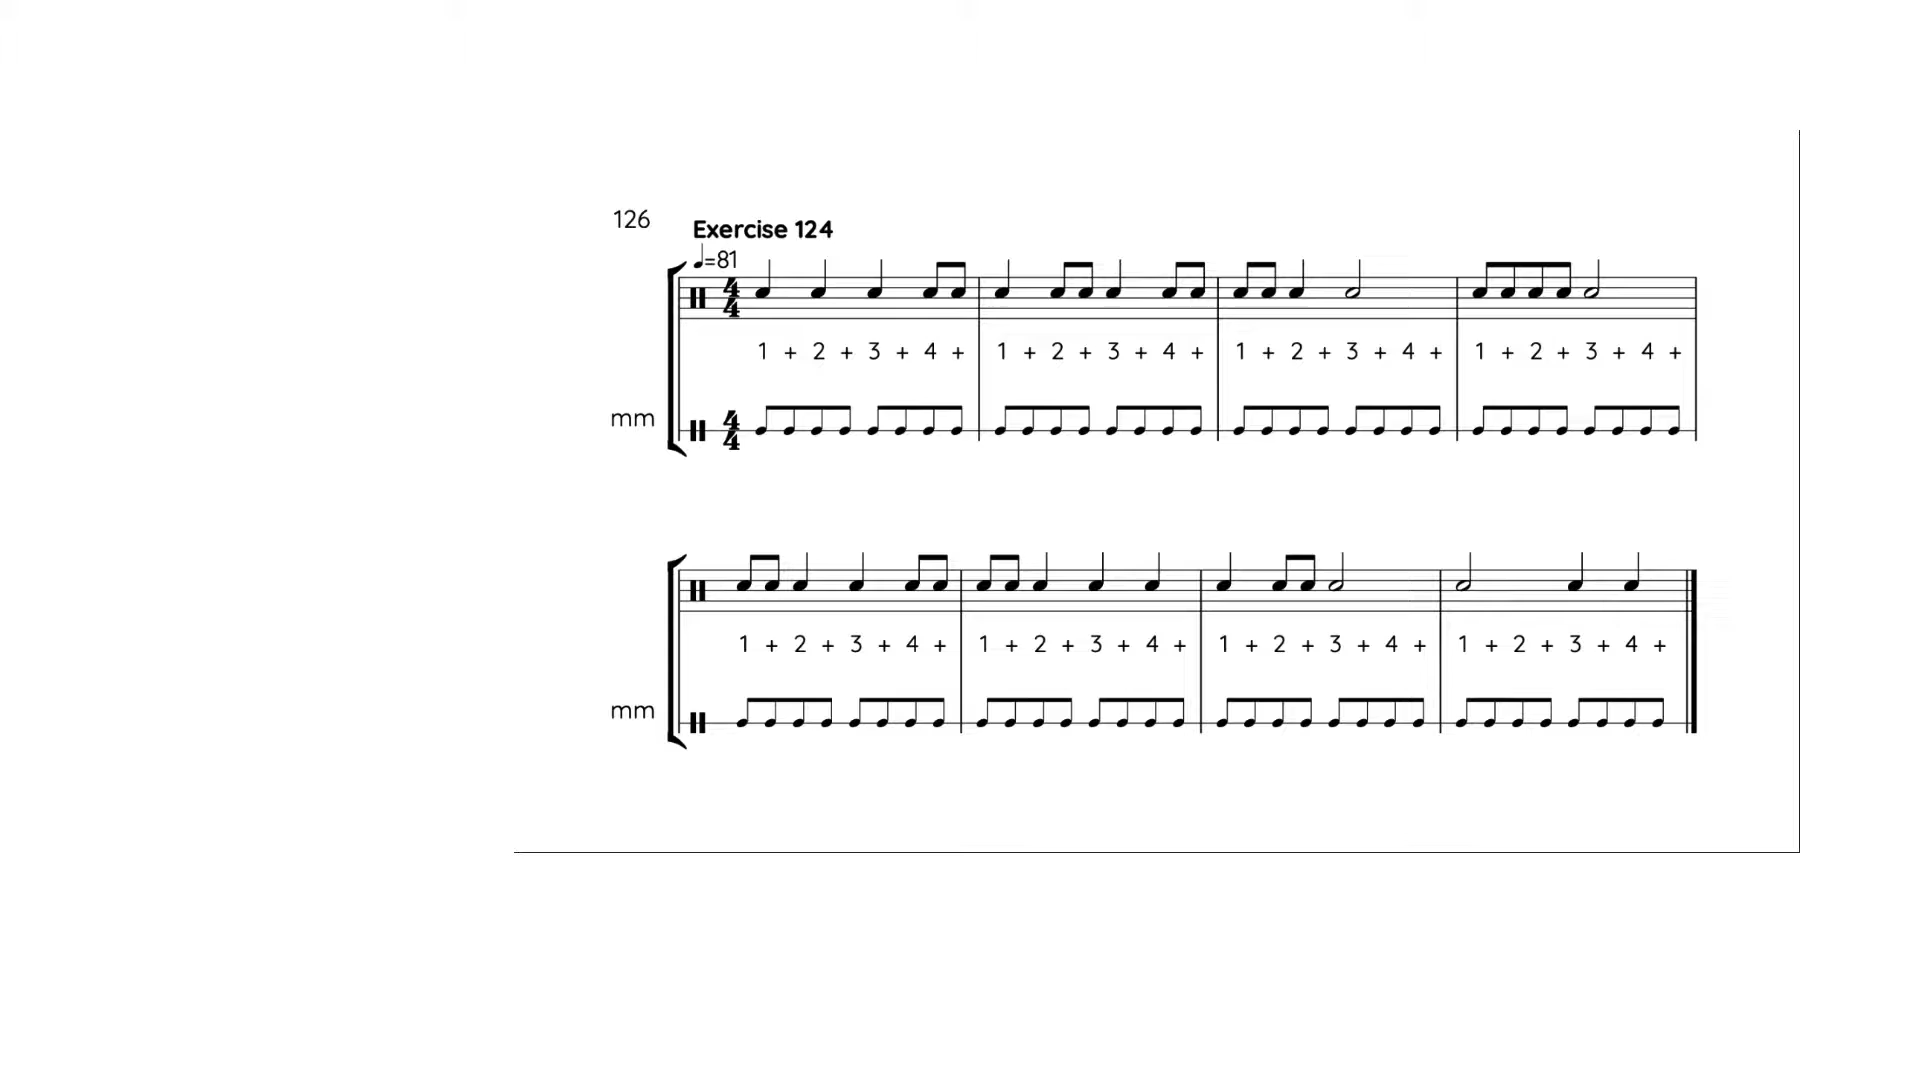 126
Exercise 124
♩=81
4
4
1 + 2 + 3 + 4 + 1 + 2 + 3 + 4 + 1 + 2 + 3 + 4 + 1 + 2 + 3 + 4 +
mm
4
4
1 + 2 + 3 + 4 + 1 + 2 + 3 + 4 + 1 + 2 + 3 + 4 + 1 + 2 + 3 + 4 +
mm